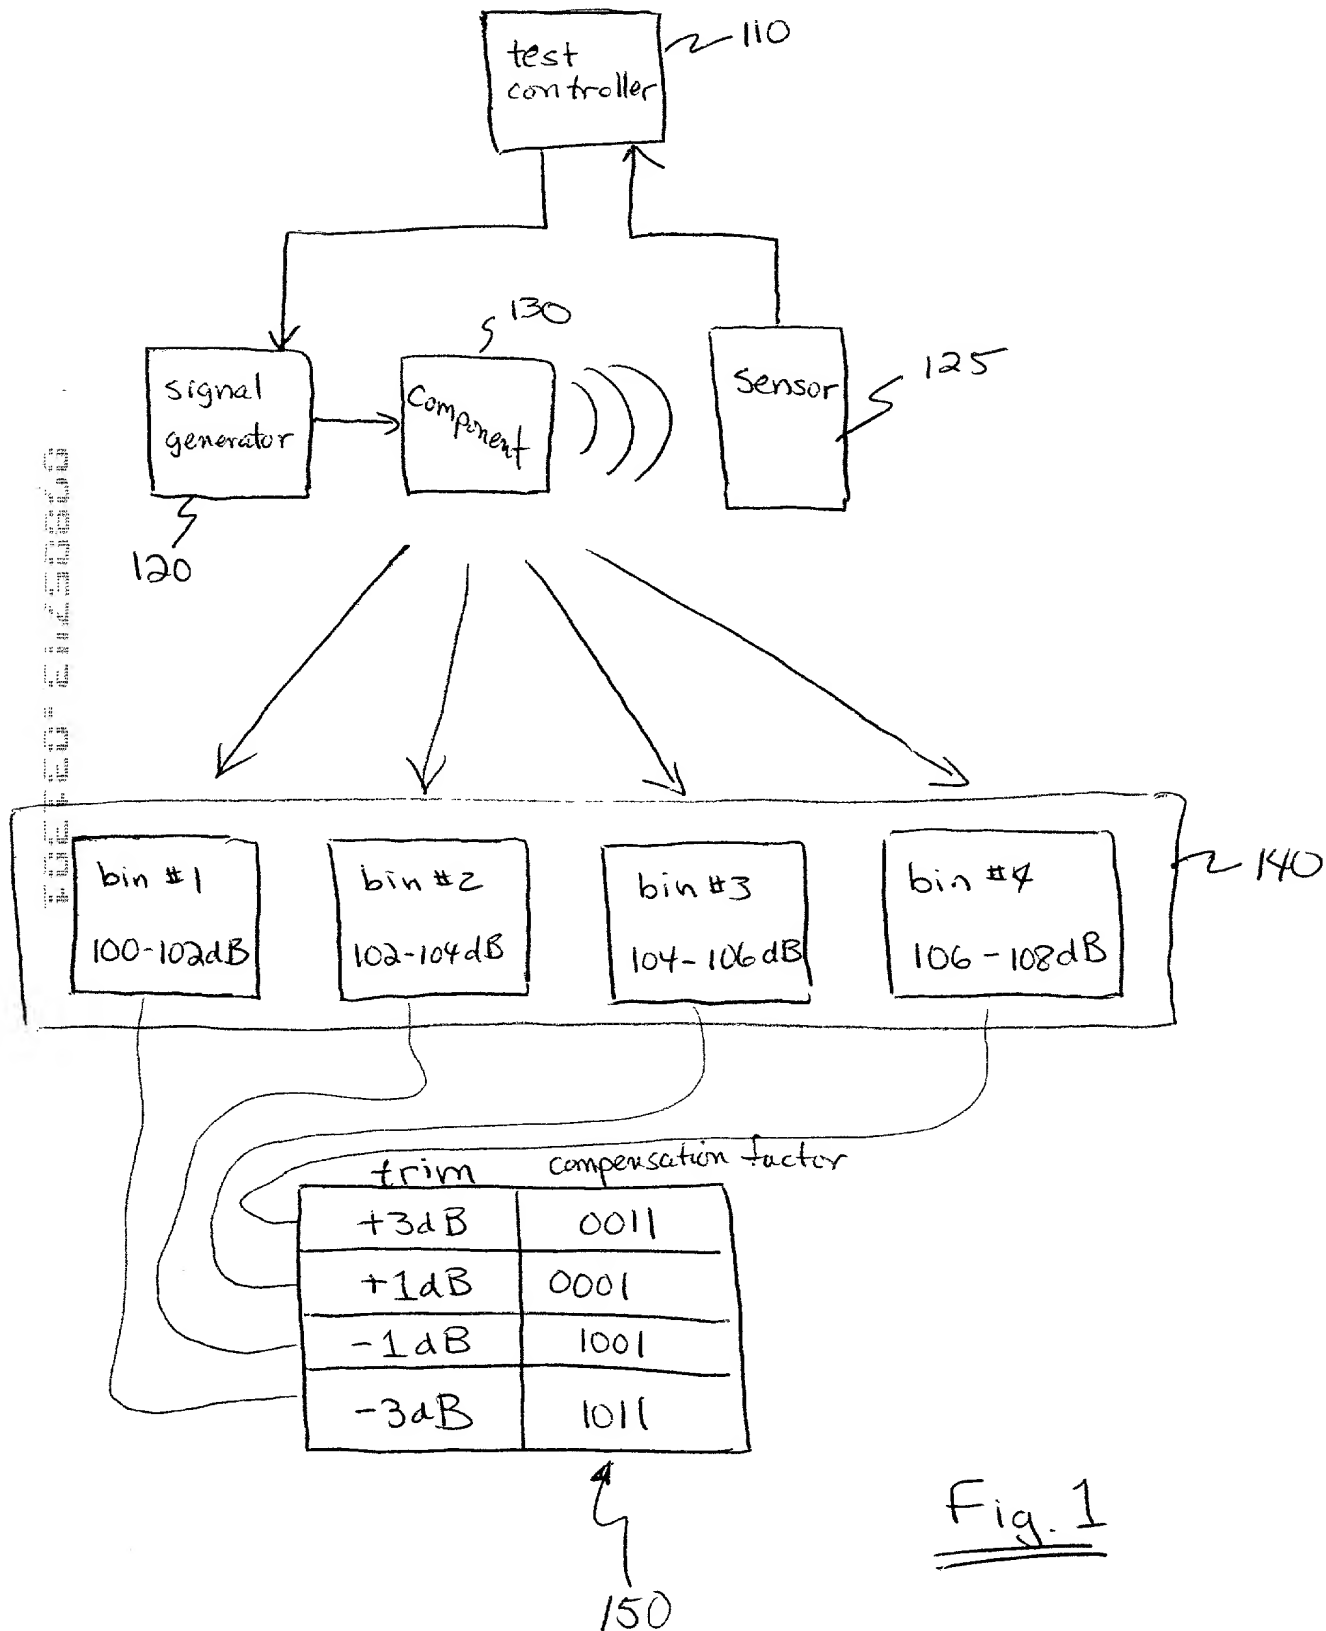 110
test
controller
130
125
signal
generator
component
sensor
120
140
bin #1
100-102dB
bin #2
102-104dB
bin #3
104-106dB
bin #4
106-108dB
trim
compensation factor
+3dB 0011
+1dB 0001
-1dB 1001
-3dB 1011
Fig. 1
150